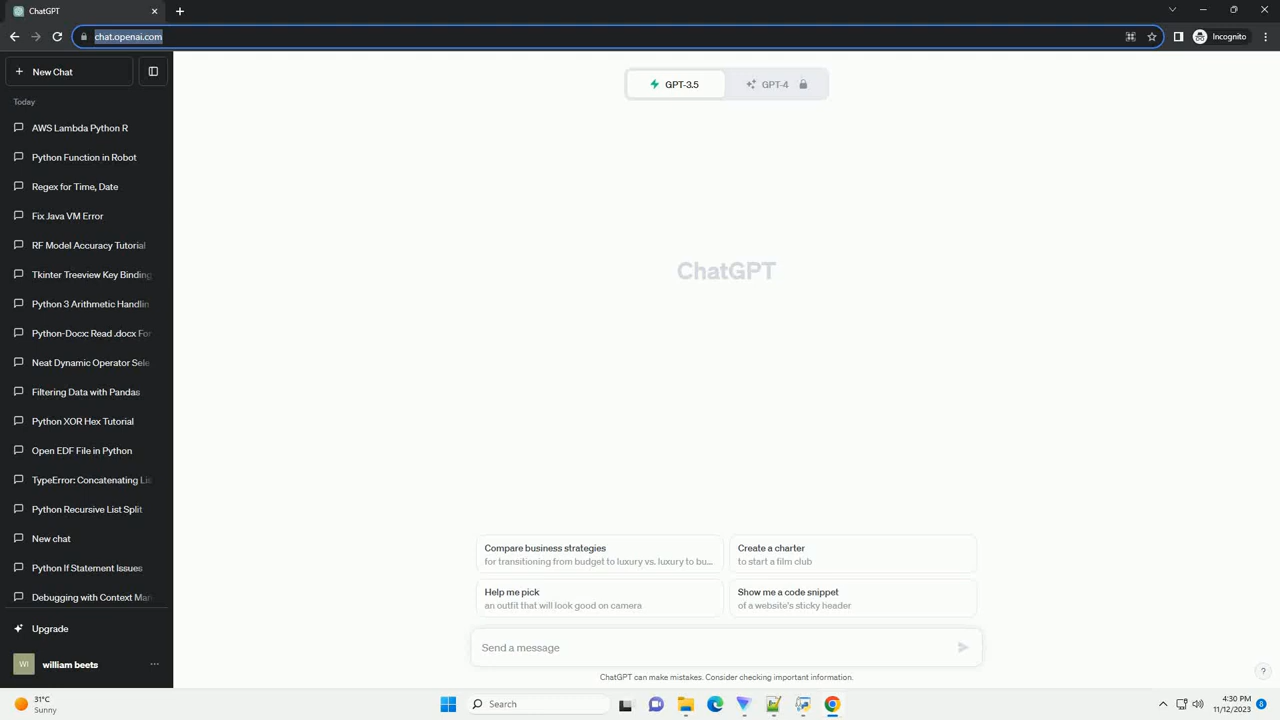 ChatGPT
chat.openai.com
Incognito
New Chat
Today
AWS Lambda Python R
Python Function in Robot
Regex for Time, Date
Fix Java VM Error
RF Model Accuracy Tutorial
Tkinter Treeview Key Binding
Python 3 Arithmetic Handlin
Python-Docx: Read .docx For
Neat Dynamic Operator Sele
Filtering Data with Pandas
Python XOR Hex Tutorial
Open EDF File in Python
TypeError: Concatenating Lis
Python Recursive List Split
New chat
Python If Statement Issues
Debugging with Context Man
Upgrade
WI william beets
GPT-3.5 GPT-4
ChatGPT
Compare business strategies
for transitioning from budget to luxury vs. luxury to bu...
Create a charter
to start a film club
Help me pick
an outfit that will look good on camera
Show me a code snippet
of a website's sticky header
Send a message
ChatGPT can make mistakes. Consider checking important information.
?
31°C
Sunny
Search
4:30 PM
11/12/2023
6